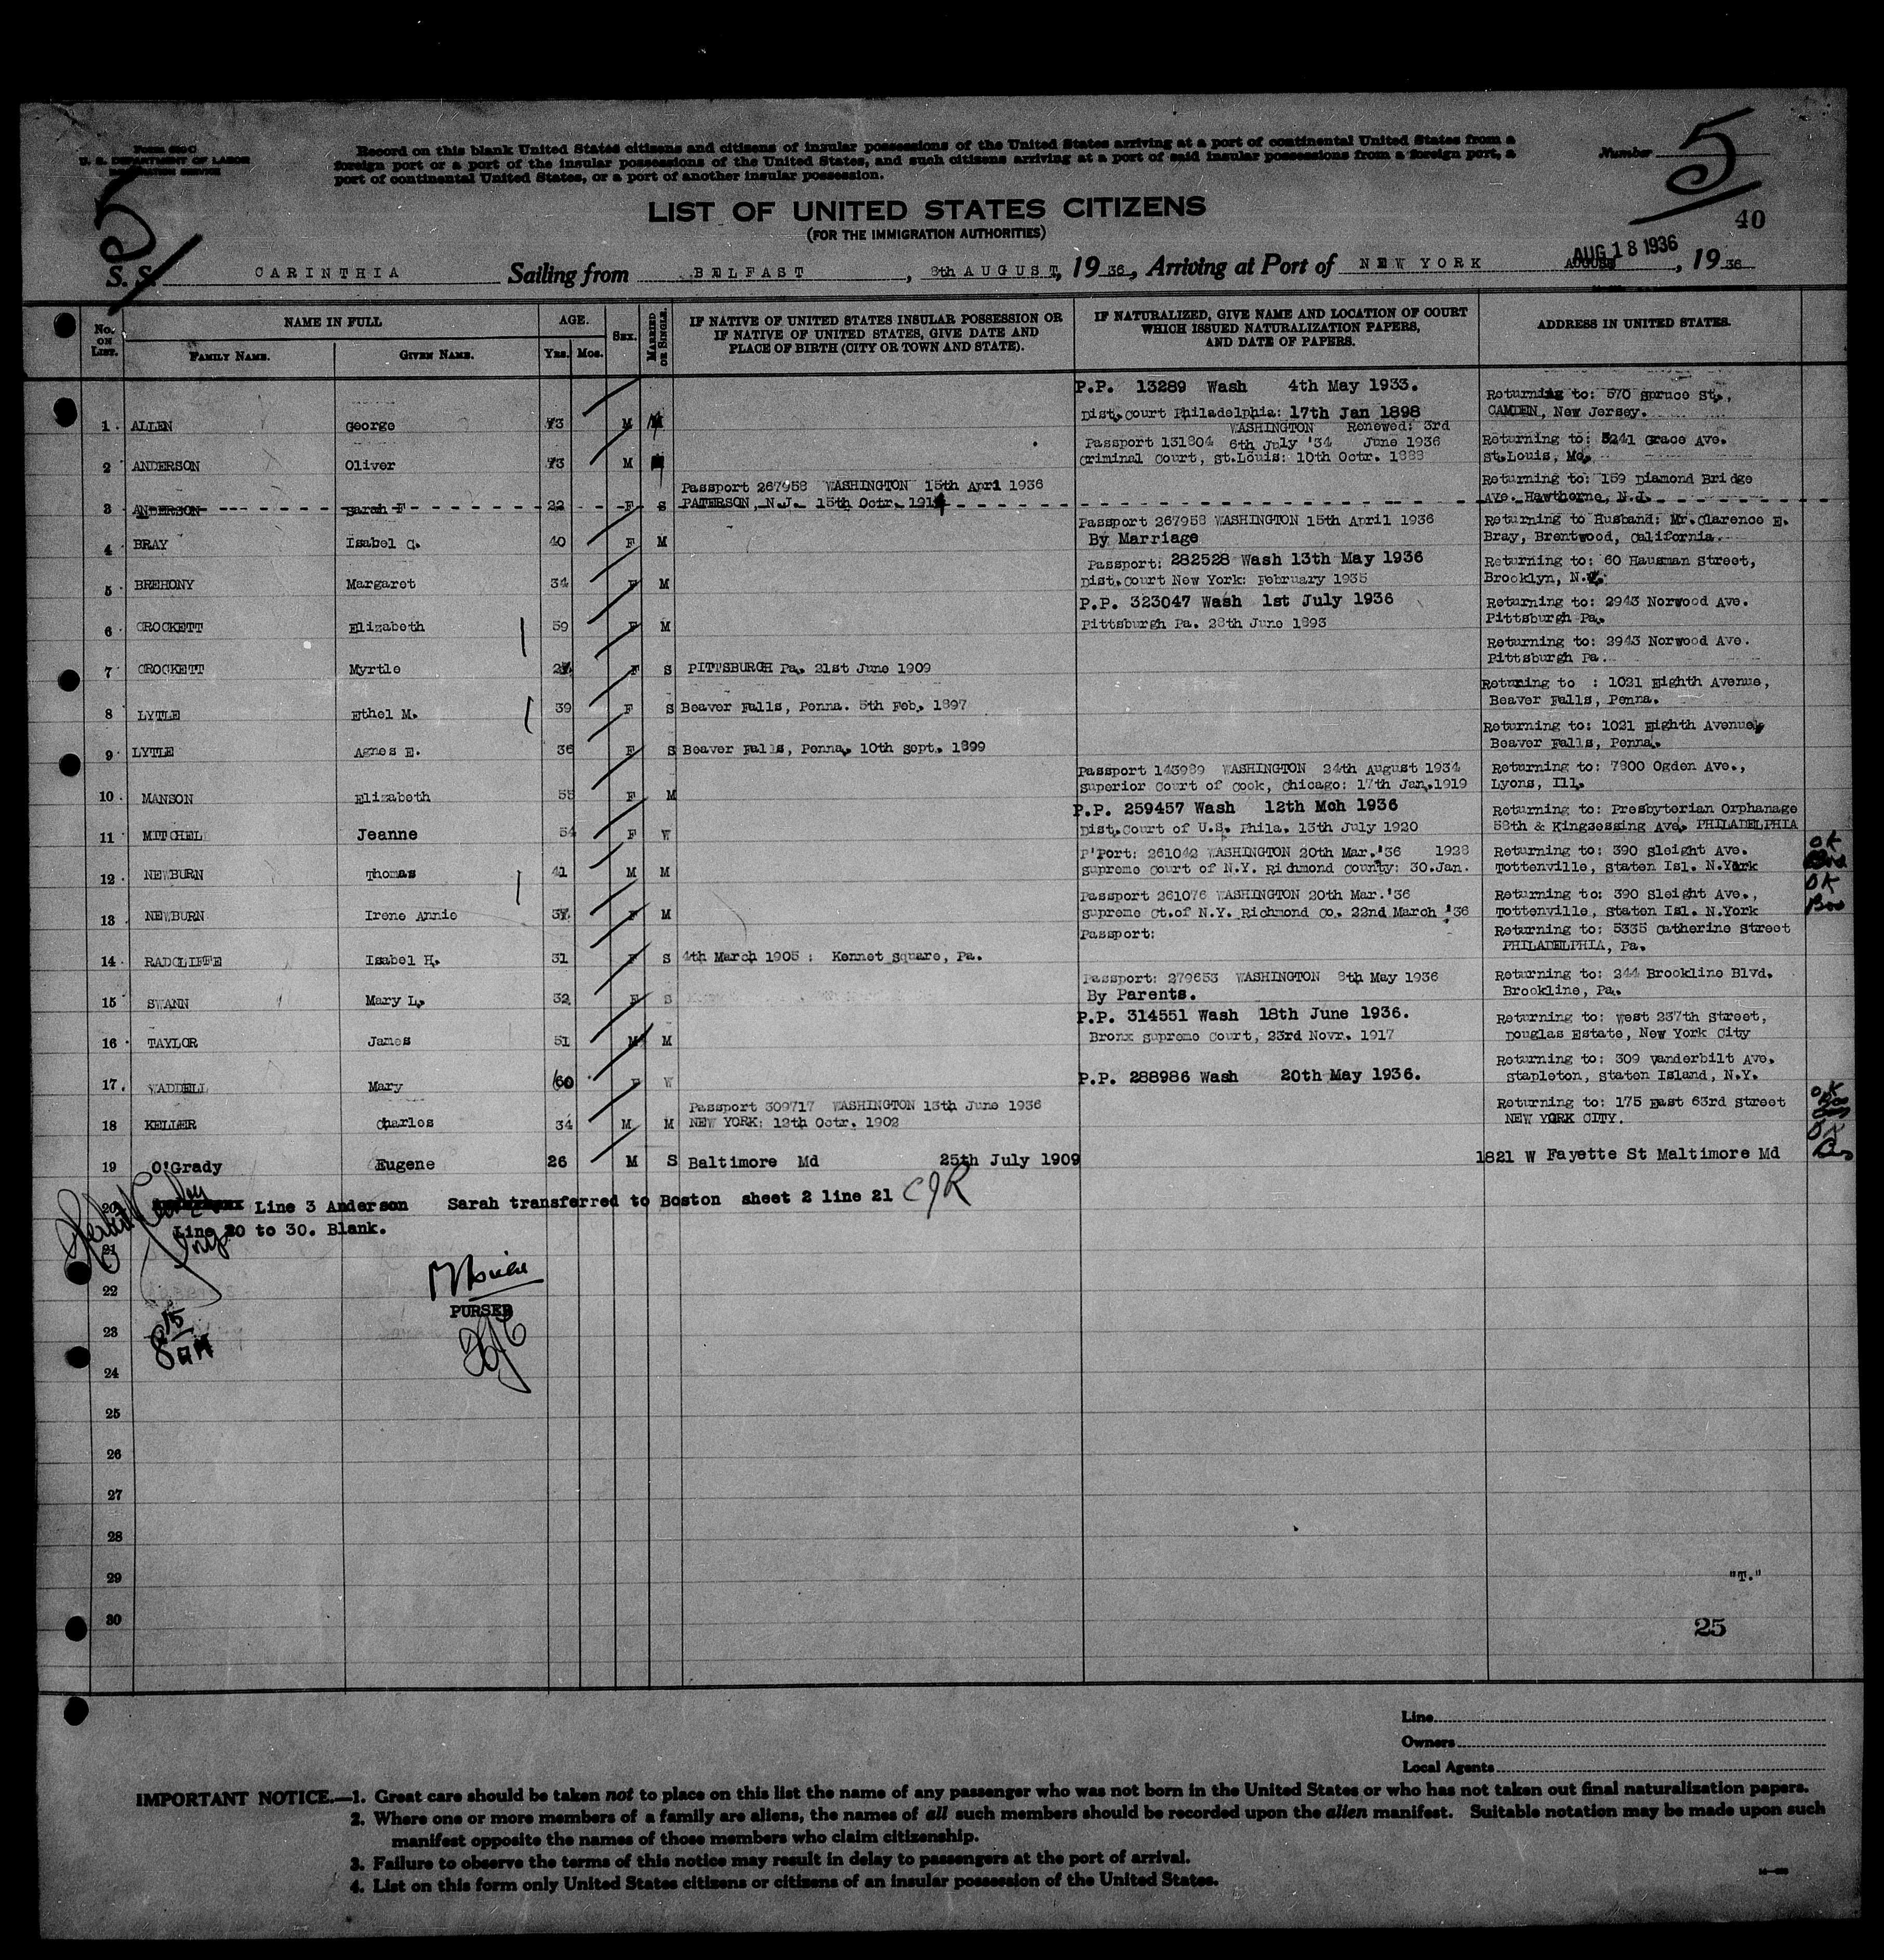 Form 630 C
U. S. DEPARTMENT OF LABOR
IMMIGRATION SERVICE
Record on this blank United States citizens and citizens of insular possessions of the United States arriving at a port of continental United States from a
foreign port or a port of the insular possessions of the United States, and such citizens arriving at a port of said insular possessions from a foreign port, a
port of continental United States, or a port of another insular possession.
Number 5
5
LIST OF UNITED STATES CITIZENS
40
(FOR THE IMMIGRATION AUTHORITIES)
AUG 18 1936
S. S. CARINTHIA Sailing from BELFAST, 8th AUGUST, 19 36, Arriving at Port of NEW YORK AUGUST, 19 36
No. ON LIST.
NAME IN FULL
FAMILY NAME.
GIVEN NAME.
AGE.
YRS. MOS.
SEX.
MARRIED OR SINGLE.
IF NATIVE OF UNITED STATES INSULAR POSSESSION OR
IF NATIVE OF UNITED STATES, GIVE DATE AND
PLACE OF BIRTH (CITY OR TOWN AND STATE).
IF NATURALIZED, GIVE NAME AND LOCATION OF COURT
WHICH ISSUED NATURALIZATION PAPERS,
AND DATE OF PAPERS.
ADDRESS IN UNITED STATES.
P.P. 13289 Wash 4th May 1933.
Returning to: 570 Spruce St.,
1 ALLEN George 73 M M Dist.Court Philadelphia: 17th Jan 1898 CAMDEN, New Jersey.
WASHINGTON Renewed: 3rd
Passport 131804 6th July '34 June 1936 Returning to: 5241 Grace Ave.
2 ANDERSON Oliver 73 M Criminal Court, St.Louis: 10th Octr. 1888 St.Louis, Mo.
Passport 267958 WASHINGTON 15th April 1936 Returning to: 159 Diamond Bridge
3 ANDERSON Sarah F 22 F S PATERSON, N.J. 15th Octr. 1914 Ave. Hawthorne, N.J.
Passport 267958 WASHINGTON 15th April 1936 Returning to Husband: Mr.Clarence E.
4 BRAY Isabel C. 40 F M By Marriage Bray, Brentwood, California.
Passport: 282528 Wash 13th May 1936 Returning to: 60 Hausman Street,
5 BREHONY Margaret 34 F M Dist.Court New York: February 1935 Brooklyn, N.Y.
P.P. 323047 Wash 1st July 1936 Returning to: 2943 Norwood Ave.
6 CROCKETT Elizabeth 59 F M Pittsburgh Pa. 28th June 1893 Pittsburgh Pa.
Returning to: 2943 Norwood Ave.
7 CROCKETT Myrtle 27 F S PITTSBURGH Pa. 21st June 1909 Pittsburgh Pa.
Returning to : 1021 Eighth Avenue,
8 LYTLE Ethel M. 39 F S Beaver Falls, Penna. 5th Feb. 1897 Beaver Falls, Penna.
Returning to: 1021 Eighth Avenue,
9 LYTLE Agnes E. 36 F S Beaver Falls, Penna. 10th Sept. 1899 Beaver Falls, Penna.
Passport 143989 WASHINGTON 24th August 1934 Returning to: 7800 Ogden Ave.,
10 MANSON Elizabeth 55 F M Superior Court of Cook, Chicago: 17th Jan.1919 Lyons, Ill.
P.P. 259457 Wash 12th Mch 1936 Returning to: Presbyterian Orphanage
11 MITCHEL Jeanne 54 F W Dist.Court of U.S. Phila. 13th July 1920 58th & Kingsessing Ave. PHILADELPHIA
P'Port: 261042 WASHINGTON 20th Mar.'36 1928 Returning to: 390 Sleight Ave. OK
12 NEWBURN Thomas 41 M M Supreme Court of N.Y. Richmond County: 30.Jan. Tottenville, Staten Isl. N.York
Passport 261076 WASHINGTON 20th Mar.'36 Returning to: 390 Sleight Ave., OK
13 NEWBURN Irene Annie 37 F M Supreme Ct.of N.Y. Richmond Co. 22nd March '36 Tottenville, Staten Isl. N.York
Passport: Returning to: 5335 Catherine Street
14 RADCLIFFE Isabel H. 31 F S 4th March 1905 : Kennet Square, Pa. PHILADELPHIA, Pa.
Passport: 279653 WASHINGTON 8th May 1936 Returning to: 244 Brookline Blvd.
15 SWANN Mary L. 32 F S By Parents. Brookline, Pa.
P.P. 314551 Wash 18th June 1936. Returning to: West 237th Street,
16 TAYLOR James 51 M M Bronx Supreme Court, 23rd Novr. 1917 Douglas Estate, New York City
Returning to: 309 Vanderbilt Ave.
17 WADDELL Mary 60 F W P.P. 288986 Wash 20th May 1936. Stapleton, Staten Island, N.Y.
Passport 309717 WASHINGTON 13th June 1936 Returning to: 175 East 63rd Street OK
18 KELLER Charles 34 M M NEW YORK: 12th Octr. 1902 NEW YORK CITY.
OK
19 O'Grady Eugene 26 M S Baltimore Md 25th July 1909 1821 W Fayette St Maltimore Md
20 Line 3 Anderson Sarah transferred to Boston sheet 2 line 21 CJR
Line 20 to 30. Blank.
21
22
PURSER
23
24
25
26
27
28
29 "T."
30
25
Line
Owners
Local Agents
IMPORTANT NOTICE.—1. Great care should be taken not to place on this list the name of any passenger who was not born in the United States or who has not taken out final naturalization papers.
2. Where one or more members of a family are aliens, the names of all such members should be recorded upon the alien manifest. Suitable notation may be made upon such
manifest opposite the names of those members who claim citizenship.
3. Failure to observe the terms of this notice may result in delay to passengers at the port of arrival.
4. List on this form only United States citizens or citizens of an insular possession of the United States.